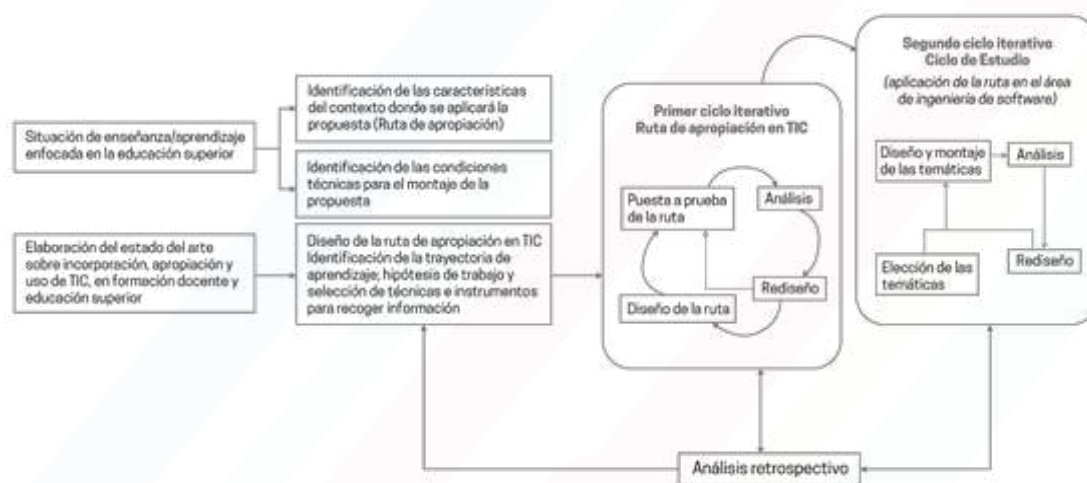 Situación de enseñanza/aprendizaje
enfocada en la educación superior
Identificación de las características
del contexto donde se aplicará la
propuesta (Ruta de apropiación)
Identificación de las condiciones
técnicas para el montaje de la
propuesta
Elaboración del estado del arte
sobre incorporación, apropiación y
uso de TIC, en formación docente y
educación superior
Diseño de la ruta de apropiación en TIC
Identificación de la trayectoria de
aprendizaje; hipótesis de trabajo y
selección de técnicas e instrumentos
para recoger información
Primer ciclo iterativo
Ruta de apropiación en TIC
Puesta a prueba
de la ruta
Análisis
Rediseño
Diseño de la ruta
Segundo ciclo iterativo
Ciclo de Estudio
(aplicación de la ruta en el área
de ingeniería de software)
Diseño y montaje
de las temáticas
Análisis
Elección de las
temáticas
Rediseño
Análisis retrospectivo